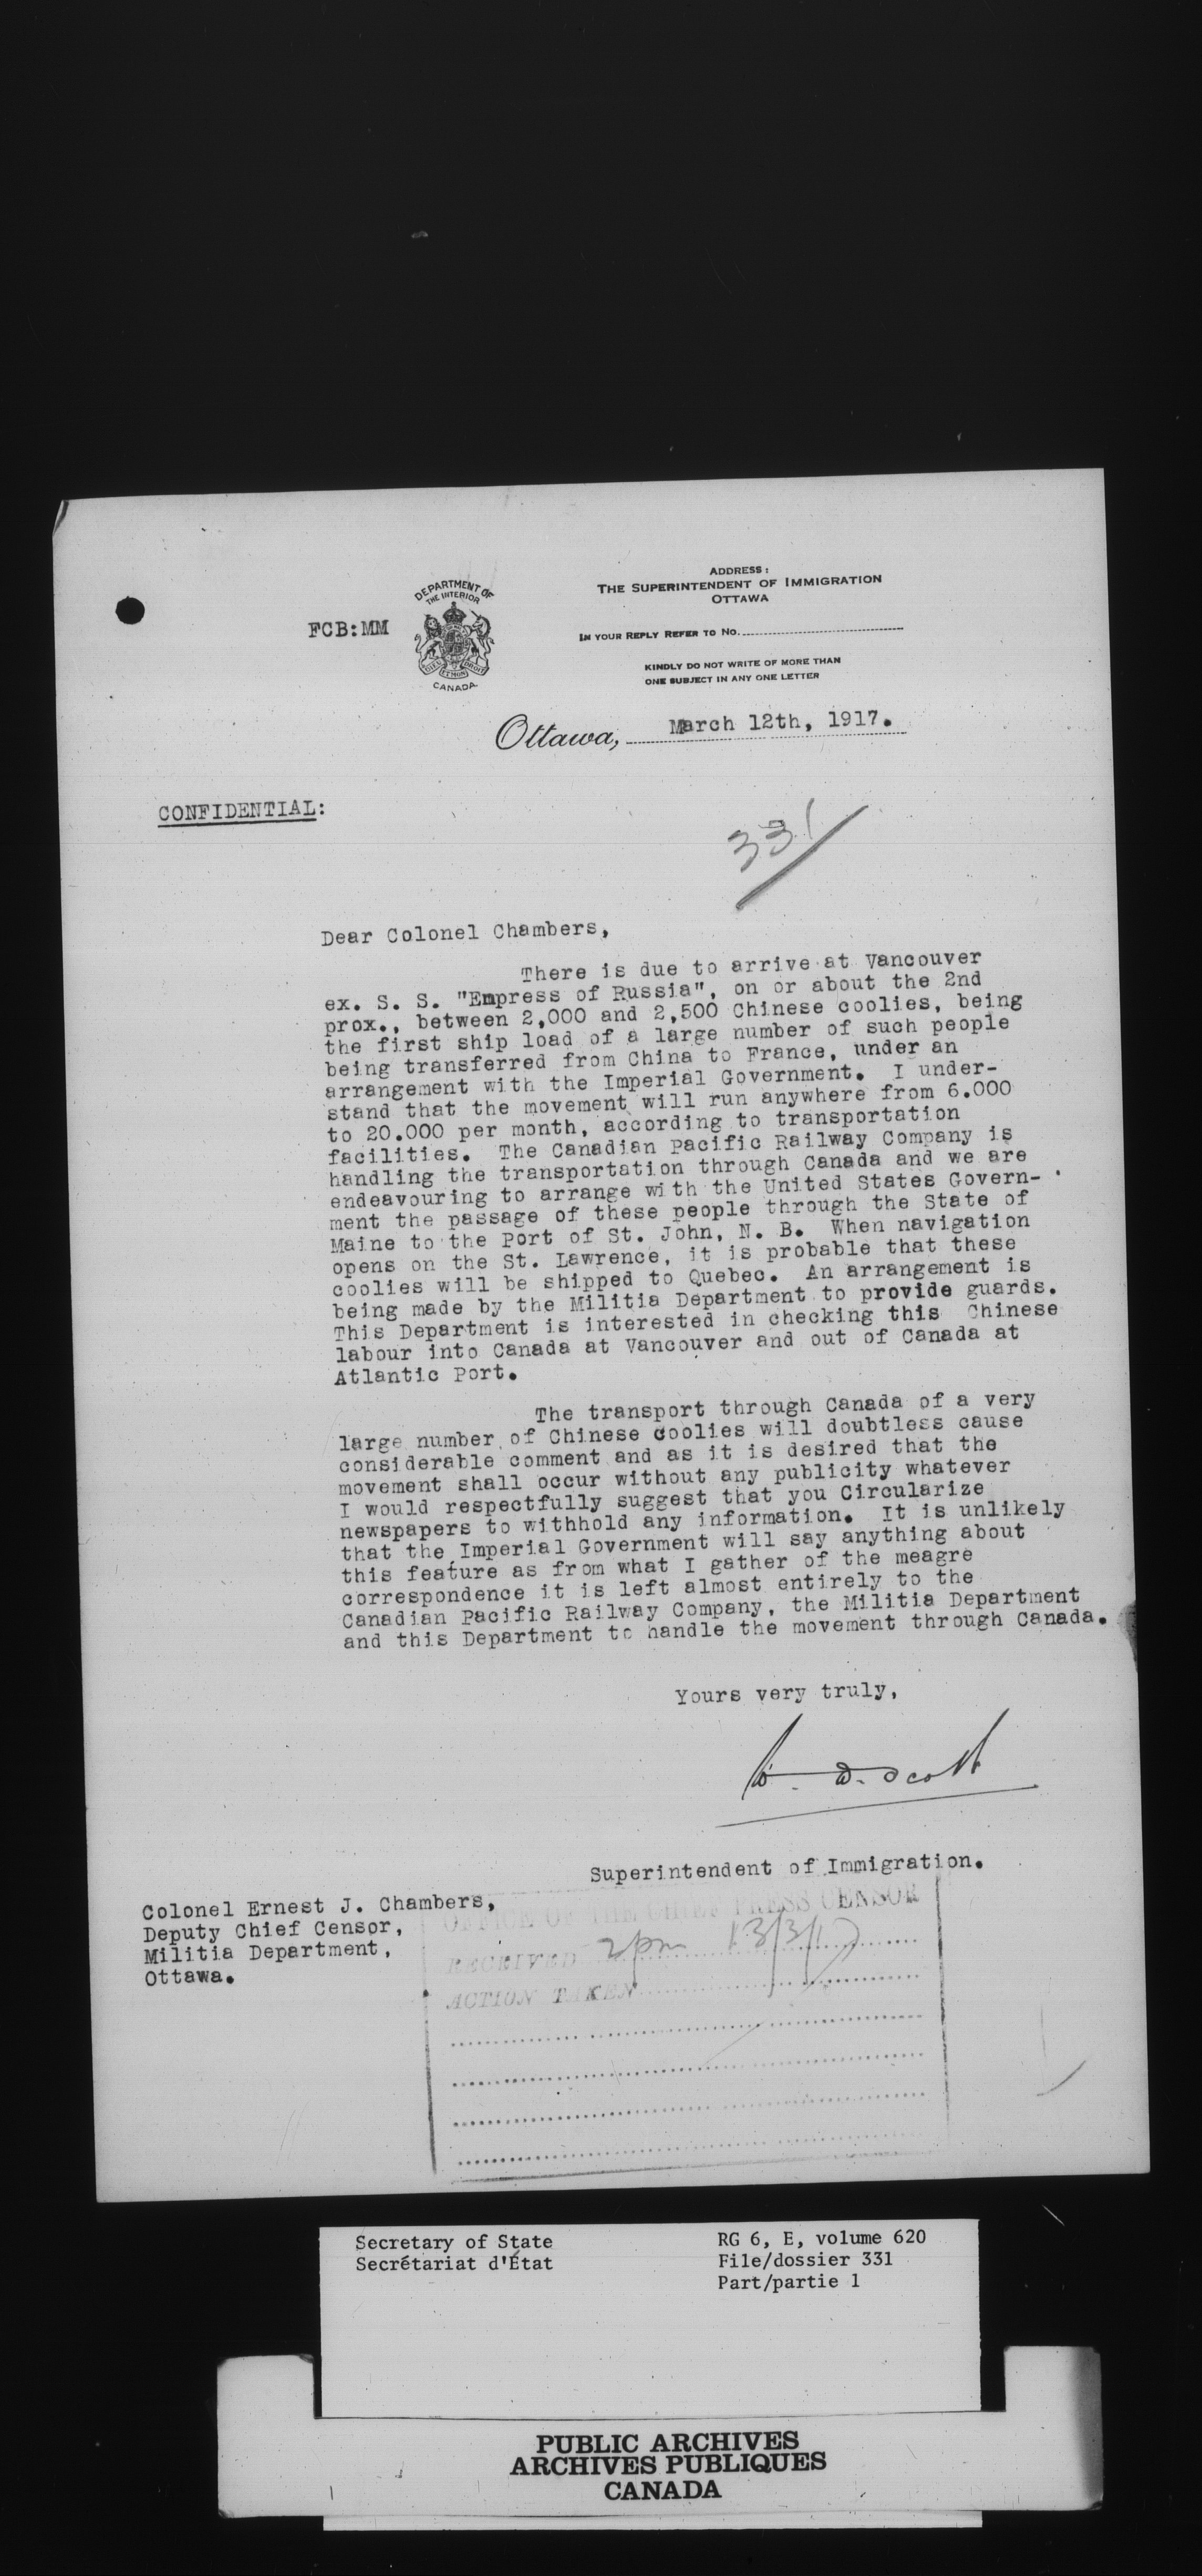 ADDRESS:
THE SUPERINTENDENT OF IMMIGRATION
OTTAWA
DEPARTMENT OF
THE INTERIOR
CANADA
FCB:MM
IN YOUR REPLY REFER TO No.
KINDLY DO NOT WRITE OF MORE THAN
ONE SUBJECT IN ANY ONE LETTER
Ottawa, March 12th, 1917.
CONFIDENTIAL:
331
Dear Colonel Chambers,
There is due to arrive at Vancouver
ex. S. S. "Empress of Russia", on or about the 2nd
prox., between 2,000 and 2,500 Chinese coolies, being
the first ship load of a large number of such people
being transferred from China to France, under an
arrangement with the Imperial Government. I under-
stand that the movement will run anywhere from 6.000
to 20.000 per month, according to transportation
facilities. The Canadian Pacific Railway Company is
handling the transportation through Canada and we are
endeavouring to arrange with the United States Govern-
ment the passage of these people through the State of
Maine to the Port of St. John, N. B. When navigation
opens on the St. Lawrence, it is probable that these
coolies will be shipped to Quebec. An arrangement is
being made by the Militia Department to provide guards.
This Department is interested in checking this Chinese
labour into Canada at Vancouver and out of Canada at
Atlantic Port.
The transport through Canada of a very
large number of Chinese coolies will doubtless cause
considerable comment and as it is desired that the
movement shall occur without any publicity whatever
I would respectfully suggest that you Circularize
newspapers to withhold any information. It is unlikely
that the Imperial Government will say anything about
this feature as from what I gather of the meagre
correspondence it is left almost entirely to the
Canadian Pacific Railway Company, the Militia Department
and this Department to handle the movement through Canada.
Yours very truly,
W. D. Scott
Superintendent of Immigration.
Colonel Ernest J. Chambers,
Deputy Chief Censor,
Militia Department,
Ottawa.
OFFICE OF THE CHIEF PRESS CENSOR
RECEIVED 2pm 13/3/17
ACTION TAKEN
Secretary of State
Secrétariat d'État
RG 6, E, volume 620
File/dossier 331
Part/partie 1
PUBLIC ARCHIVES
ARCHIVES PUBLIQUES
CANADA